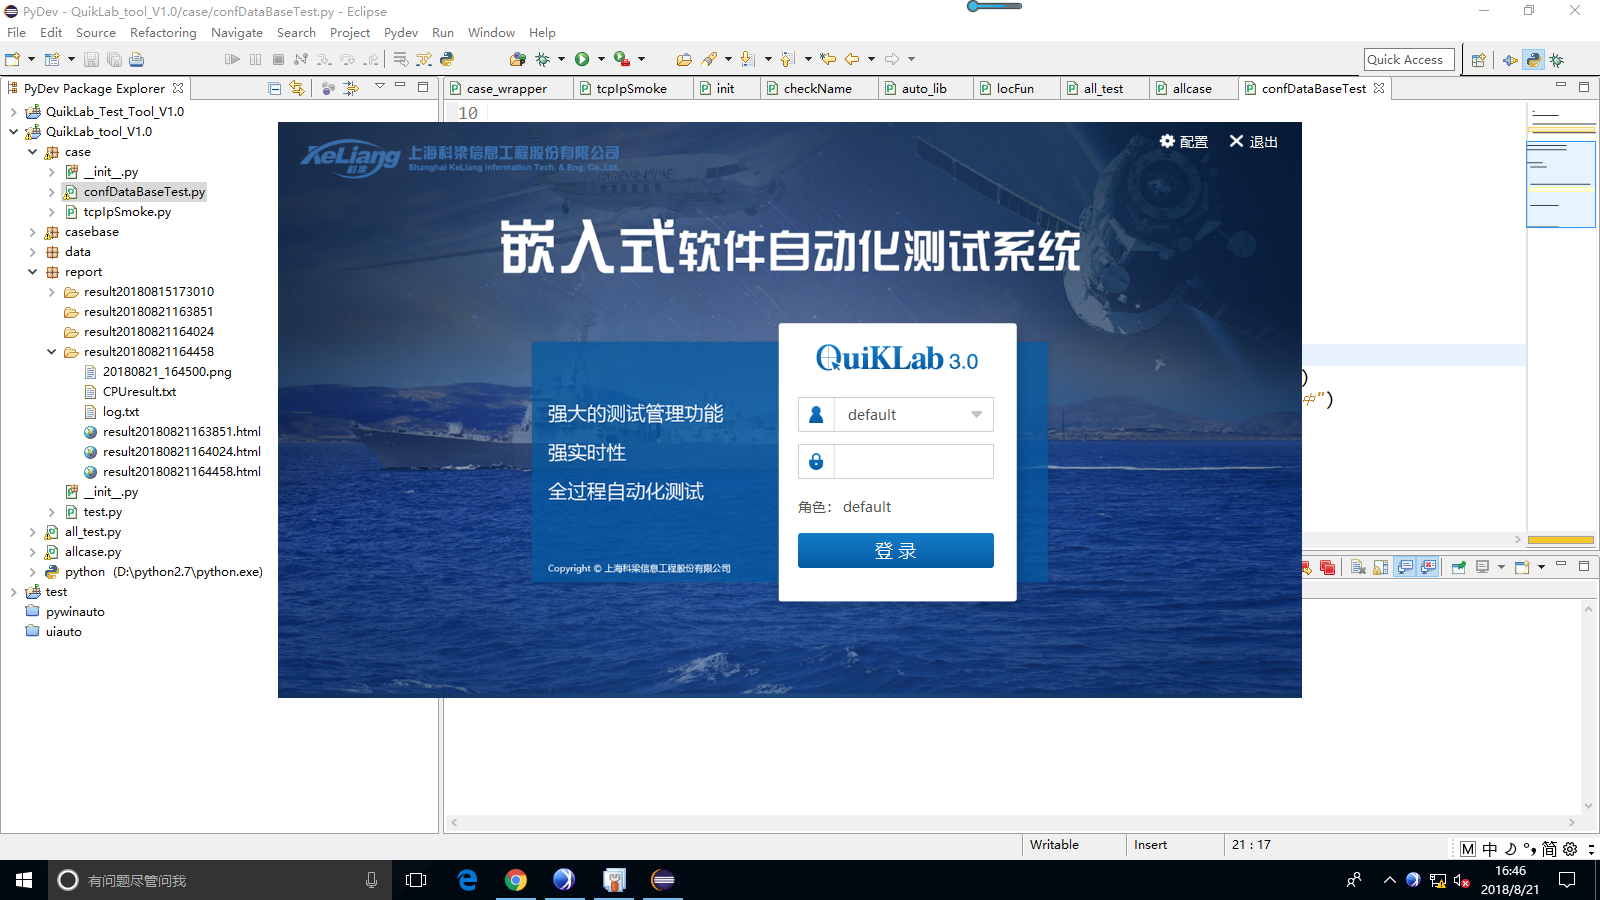 PyDev - QuikLab_tool_V1.0/case/confDataBaseTest.py - Eclipse
File Edit Source Refactoring Navigate Search Project Pydev Run Window Help
Quick Access
PyDev Package Explorer
case_wrapper tcpIpSmoke init checkName auto_lib locFun all_test allcase confDataBaseTest
10
QuikLab_Test_Tool_V1.0
QuikLab_tool_V1.0
case
__init__.py
confDataBaseTest.py
tcpIpSmoke.py
casebase
data
report
result20180815173010
result20180821163851
result20180821164024
result20180821164458
20180821_164500.png
CPUresult.txt
log.txt
result20180821163851.html
result20180821164024.html
result20180821164458.html
__init__.py
test.py
all_test.py
allcase.py
python (D:\python2.7\python.exe)
test
pywinauto
uiauto
KeLiang
科梁
上海科梁信息工程股份有限公司
Shanghai KeLiang Information Tech. & Eng. Co.,Ltd.
配置 退出
嵌入式软件自动化测试系统
强大的测试管理功能
强实时性
全过程自动化测试
Copyright © 上海科梁信息工程股份有限公司
QuiKLab 3.0
default
角色： default
登录
)
中")
Writable Insert 21 : 17
M 中 简
有问题尽管问我
16:46
2018/8/21